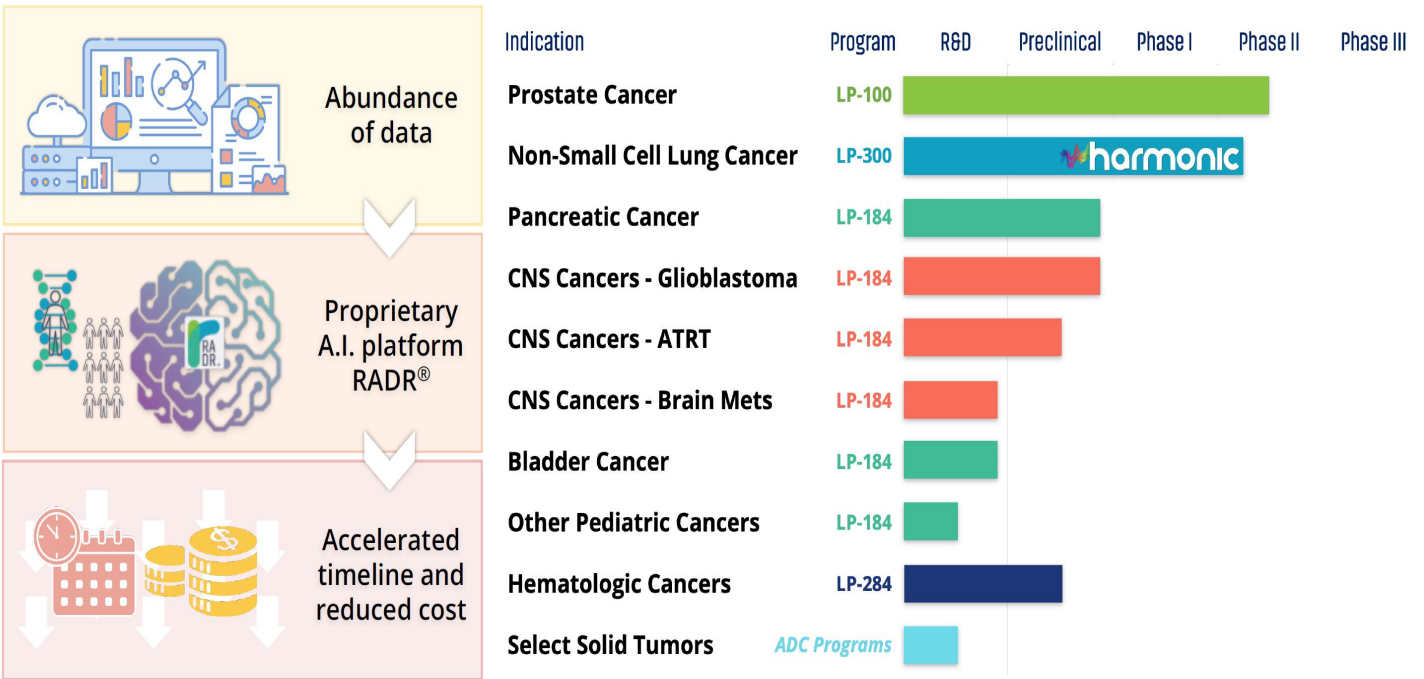 Abundance
of data
Proprietary
A.I. platform
RADR®
RA
DR.
Accelerated
timeline and
reduced cost
$
Indication Program R&D Preclinical Phase I Phase II Phase III
Prostate Cancer LP-100
Non-Small Cell Lung Cancer LP-300 harmonic
Pancreatic Cancer LP-184
CNS Cancers - Glioblastoma LP-184
CNS Cancers - ATRT LP-184
CNS Cancers - Brain Mets LP-184
Bladder Cancer LP-184
Other Pediatric Cancers LP-184
Hematologic Cancers LP-284
Select Solid Tumors ADC Programs